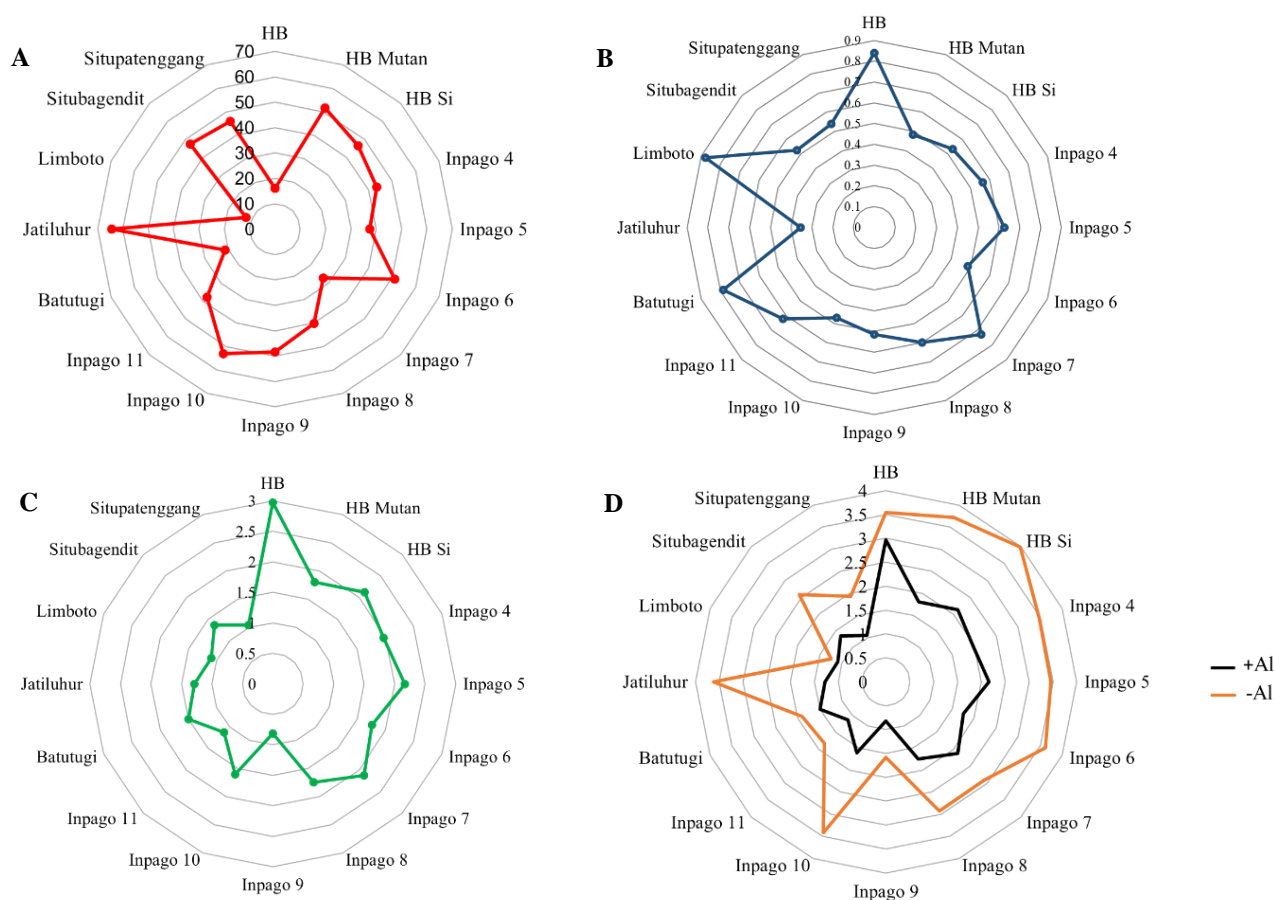 A
HB
HB Mutan
HB Si
Inpago 4
Inpago 5
Inpago 6
Inpago 7
Inpago 8
Inpago 9
Inpago 10
Inpago 11
Batutugi
Jatiluhur
Limboto
Situbagendit
Situpatenggang
70
60
50
40
30
20
10
0
B
HB
HB Mutan
HB Si
Inpago 4
Inpago 5
Inpago 6
Inpago 7
Inpago 8
Inpago 9
Inpago 10
Inpago 11
Batutugi
Jatiluhur
Limboto
Situbagendit
Situpatenggang
0.9
0.8
0.7
0.6
0.5
0.4
0.3
0.2
0.1
0
C
HB
HB Mutan
HB Si
Inpago 4
Inpago 5
Inpago 6
Inpago 7
Inpago 8
Inpago 9
Inpago 10
Inpago 11
Batutugi
Jatiluhur
Limboto
Situbagendit
Situpatenggang
3
2.5
2
1.5
1
0.5
0
D
HB
HB Mutan
HB Si
Inpago 4
Inpago 5
Inpago 6
Inpago 7
Inpago 8
Inpago 9
Inpago 10
Inpago 11
Batutugi
Jatiluhur
Limboto
Situbagendit
Situpatenggang
4
3.5
3
2.5
2
1.5
1
0.5
0
+Al
-Al